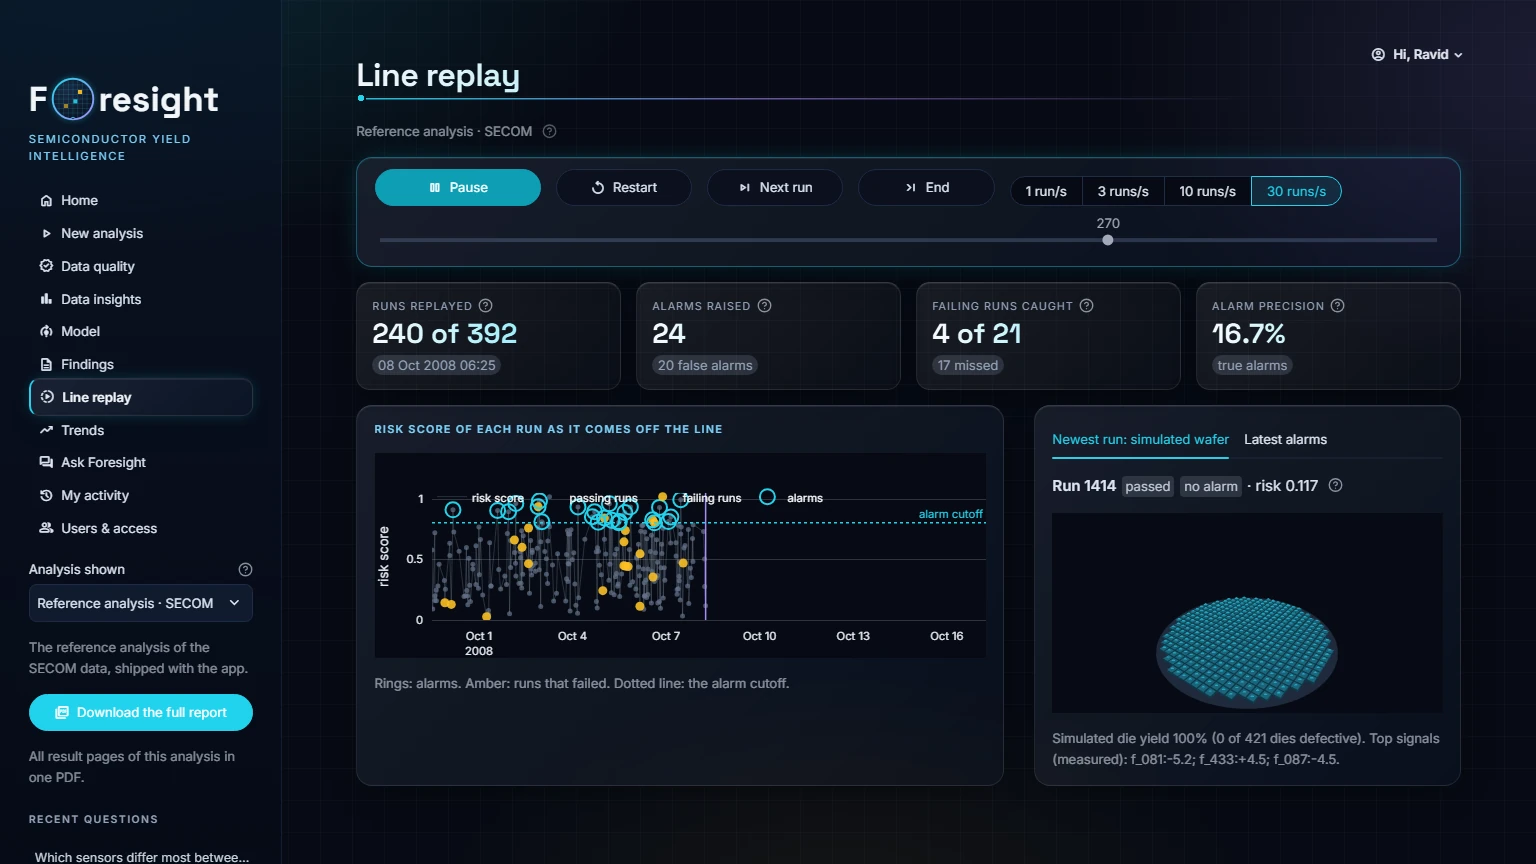 Foresight
SEMICONDUCTOR YIELD
INTELLIGENCE
Home
New analysis
Data quality
Data insights
Model
Findings
Line replay
Trends
Ask Foresight
My activity
Users & access
Analysis shown
Reference analysis · SECOM
The reference analysis of the
SECOM data, shipped with the app.
Download the full report
All result pages of this analysis in
one PDF.
RECENT QUESTIONS
Which sensors differ most betwee...
Hi, Ravid
Line replay
Reference analysis · SECOM
Pause
Restart
Next run
End
1 run/s
3 runs/s
10 runs/s
30 runs/s
270
RUNS REPLAYED
240 of 392
08 Oct 2008 06:25
ALARMS RAISED
24
20 false alarms
FAILING RUNS CAUGHT
4 of 21
17 missed
ALARM PRECISION
16.7%
true alarms
RISK SCORE OF EACH RUN AS IT COMES OFF THE LINE
risk score
passing runs
failing runs
alarms
alarm cutoff
risk score
1
0.5
0
Oct 1
2008
Oct 4
Oct 7
Oct 10
Oct 13
Oct 16
Rings: alarms. Amber: runs that failed. Dotted line: the alarm cutoff.
Newest run: simulated wafer
Latest alarms
Run 1414 passed no alarm · risk 0.117
Simulated die yield 100% (0 of 421 dies defective). Top signals
(measured): f_081:-5.2; f_433:+4.5; f_087:-4.5.